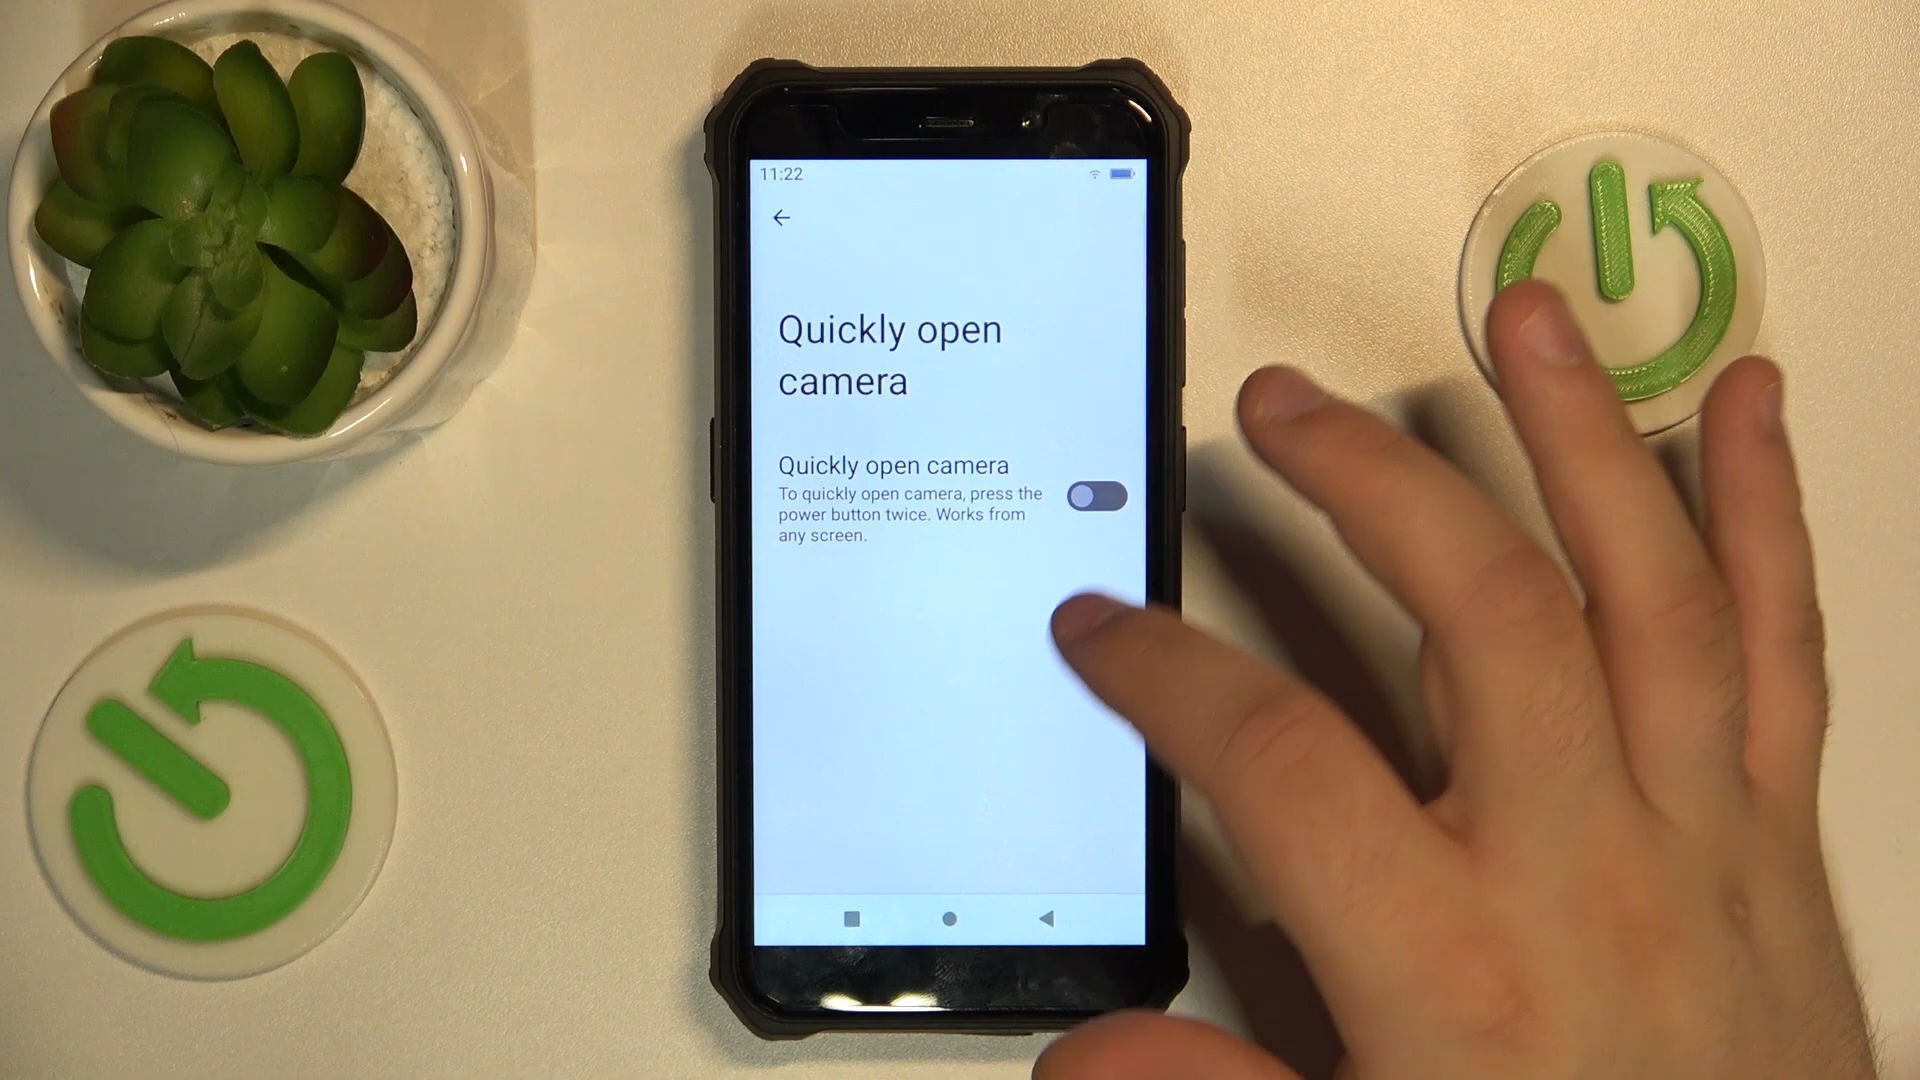 11:22
Quickly open
camera
Quickly open camera
To quickly open camera, press the
power button twice. Works from
any screen.